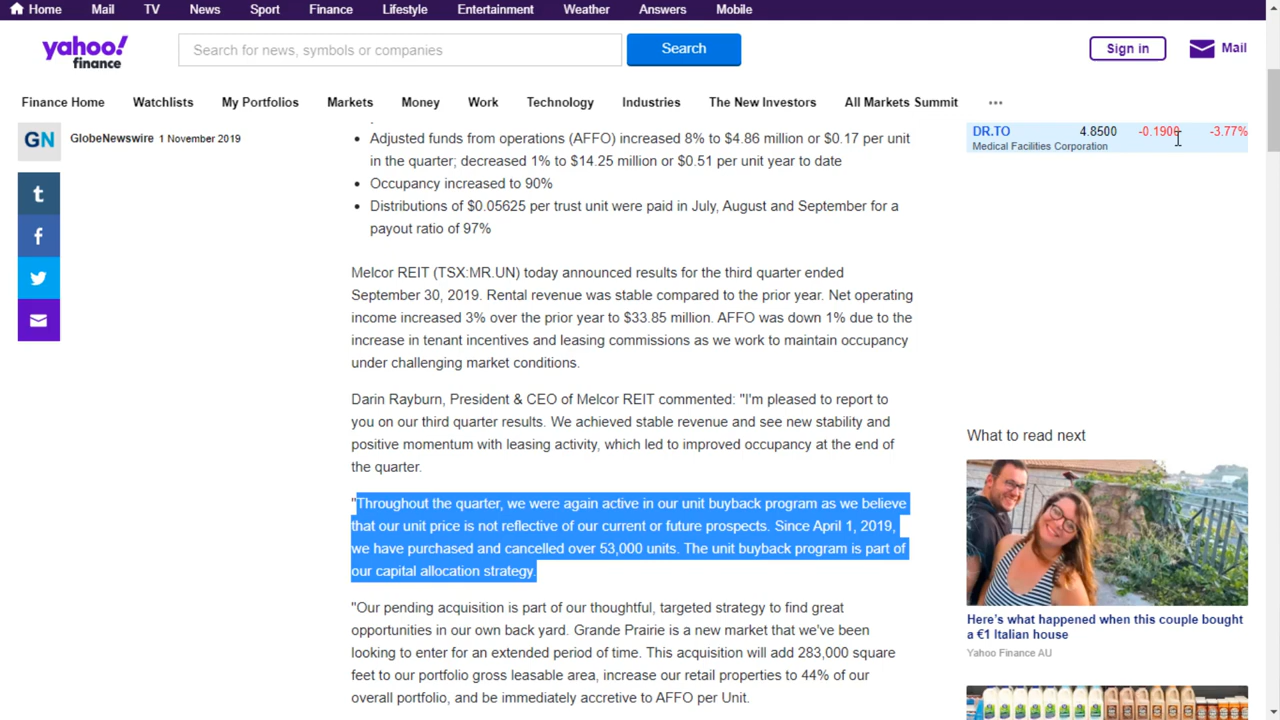 Home Mail TV News Sport Finance Lifestyle Entertainment Weather Answers Mobile
yahoo!
finance
Search for news, symbols or companies
Search
Sign in
Mail
Finance Home Watchlists My Portfolios Markets Money Work Technology Industries The New Investors All Markets Summit ...
GN
GlobeNewswire 1 November 2019
• Adjusted funds from operations (AFFO) increased 8% to $4.86 million or $0.17 per unit
in the quarter; decreased 1% to $14.25 million or $0.51 per unit year to date
• Occupancy increased to 90%
• Distributions of $0.05625 per trust unit were paid in July, August and September for a
payout ratio of 97%
Melcor REIT (TSX:MR.UN) today announced results for the third quarter ended
September 30, 2019. Rental revenue was stable compared to the prior year. Net operating
income increased 3% over the prior year to $33.85 million. AFFO was down 1% due to the
increase in tenant incentives and leasing commissions as we work to maintain occupancy
under challenging market conditions.
Darin Rayburn, President & CEO of Melcor REIT commented: "I'm pleased to report to
you on our third quarter results. We achieved stable revenue and see new stability and
positive momentum with leasing activity, which led to improved occupancy at the end of
the quarter.
"Throughout the quarter, we were again active in our unit buyback program as we believe
that our unit price is not reflective of our current or future prospects. Since April 1, 2019,
we have purchased and cancelled over 53,000 units. The unit buyback program is part of
our capital allocation strategy.
"Our pending acquisition is part of our thoughtful, targeted strategy to find great
opportunities in our own back yard. Grande Prairie is a new market that we've been
looking to enter for an extended period of time. This acquisition will add 283,000 square
feet to our portfolio gross leasable area, increase our retail properties to 44% of our
overall portfolio, and be immediately accretive to AFFO per Unit.
DR.TO 4.8500 -0.1900 -3.77%
Medical Facilities Corporation
What to read next
Here's what happened when this couple bought
a €1 Italian house
Yahoo Finance AU